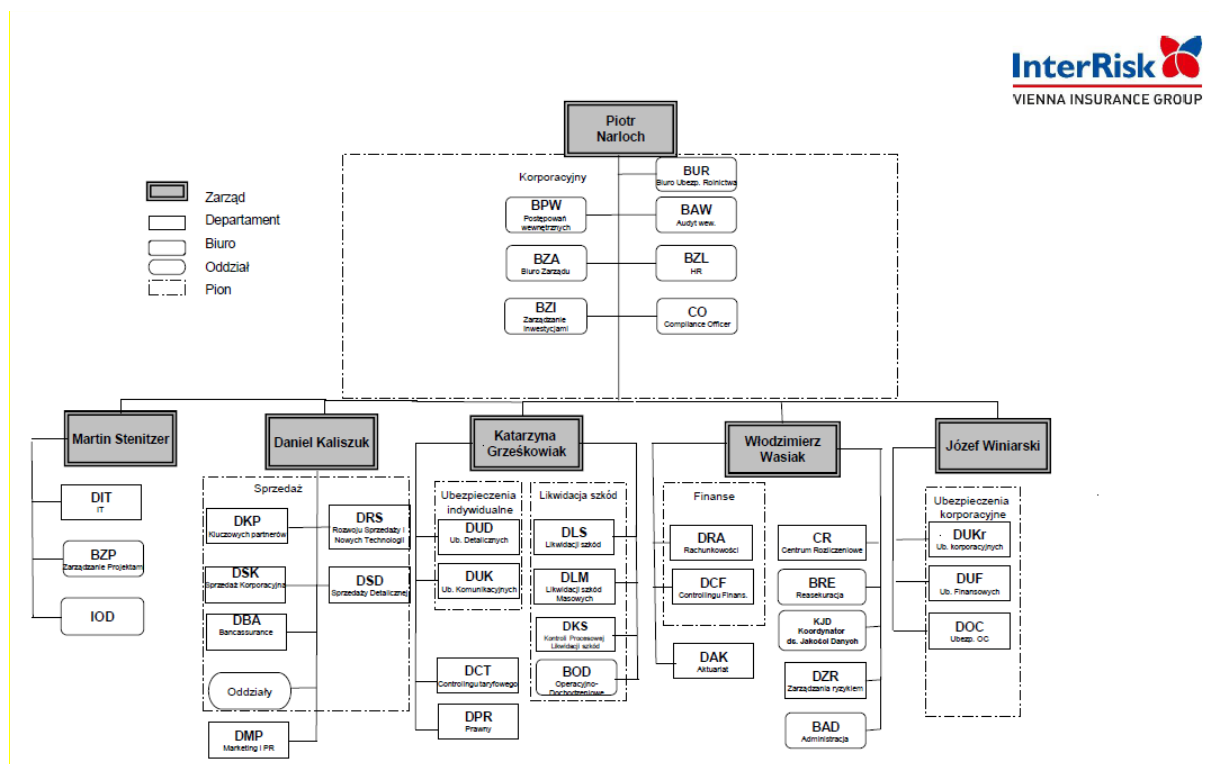 InterRisk
VIENNA INSURANCE GROUP
Piotr
Narloch
Zarząd
Departament
Biuro
Oddział
Pion
Korporacyjny
BUR
Biuro Ubezp. Rolnictwa
BPW
Postępowań
wewnętrznych
BAW
Audyt wew.
BZA
Biuro Zarządu
BZL
HR
BZI
Zarządzanie
Inwestycjami
CO
Compliance Officer
Martin Stenitzer
DIT
IT
BZP
Zarządzanie Projektam
IOD
Daniel Kaliszuk
Sprzedaż
DKP
Kluczowych partnerów
DRS
Rozwoju Sprzedaży i
Nowych Technologii
DSK
Sprzedaż Korporacyjna
DSD
Sprzedaży Detalicznej
DBA
Bancassurance
Oddziały
DMP
Marketing I PR
Katarzyna
Grześkowiak
Ubezpieczenia
indywidualne
DUD
Ub. Detalicznych
DUK
Ub. Komunikacyjnych
DCT
Controlingu taryfowego
DPR
Prawny
Likwidacja szkód
DLS
Likwidacji szkód
DLM
Likwidacji szkód
Masowych
DKS
Kontroli Procesowej
Likwidacji szkód
BOD
Operacyjno-
Dochodzeniowe
Włodzimierz
Wasiak
Finanse
DRA
Rachunkowości
DCF
Controlingu Finans.
DAK
Aktuariat
CR
Centrum Rozliczeniowe
BRE
Reasekuracja
KJD
Koordynator
ds. Jakości Danych
DZR
Zarządzania ryzykiem
BAD
Administracja
Józef Winiarski
Ubezpieczenia
korporacyjne
DUKr
Ub. korporacyjnych
DUF
Ub. Finansowych
DOC
Ubezp. OC